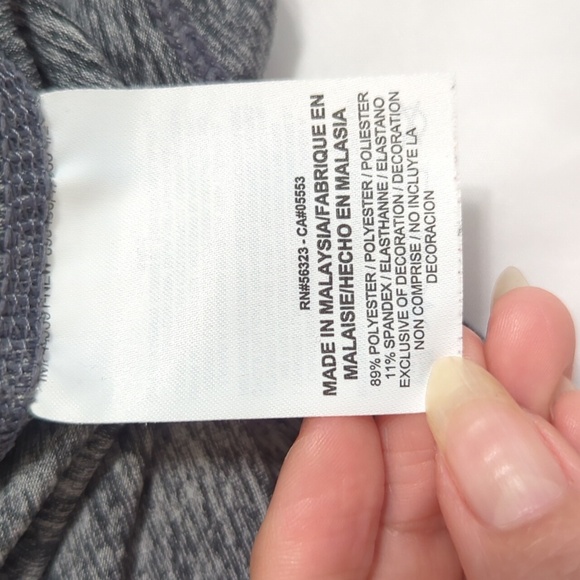 RN#56323 - CA#05553
MADE IN MALAYSIA/FABRIQUE EN
MALAISIE/HECHO EN MALASIA
89% POLYESTER / POLYESTER / POLIESTER
11% SPANDEX / ELASTHANNE / ELASTANO
EXCLUSIVE OF DECORATION / DECORATION
NON COMPRISE / NO INCLUYE LA
DECORACION